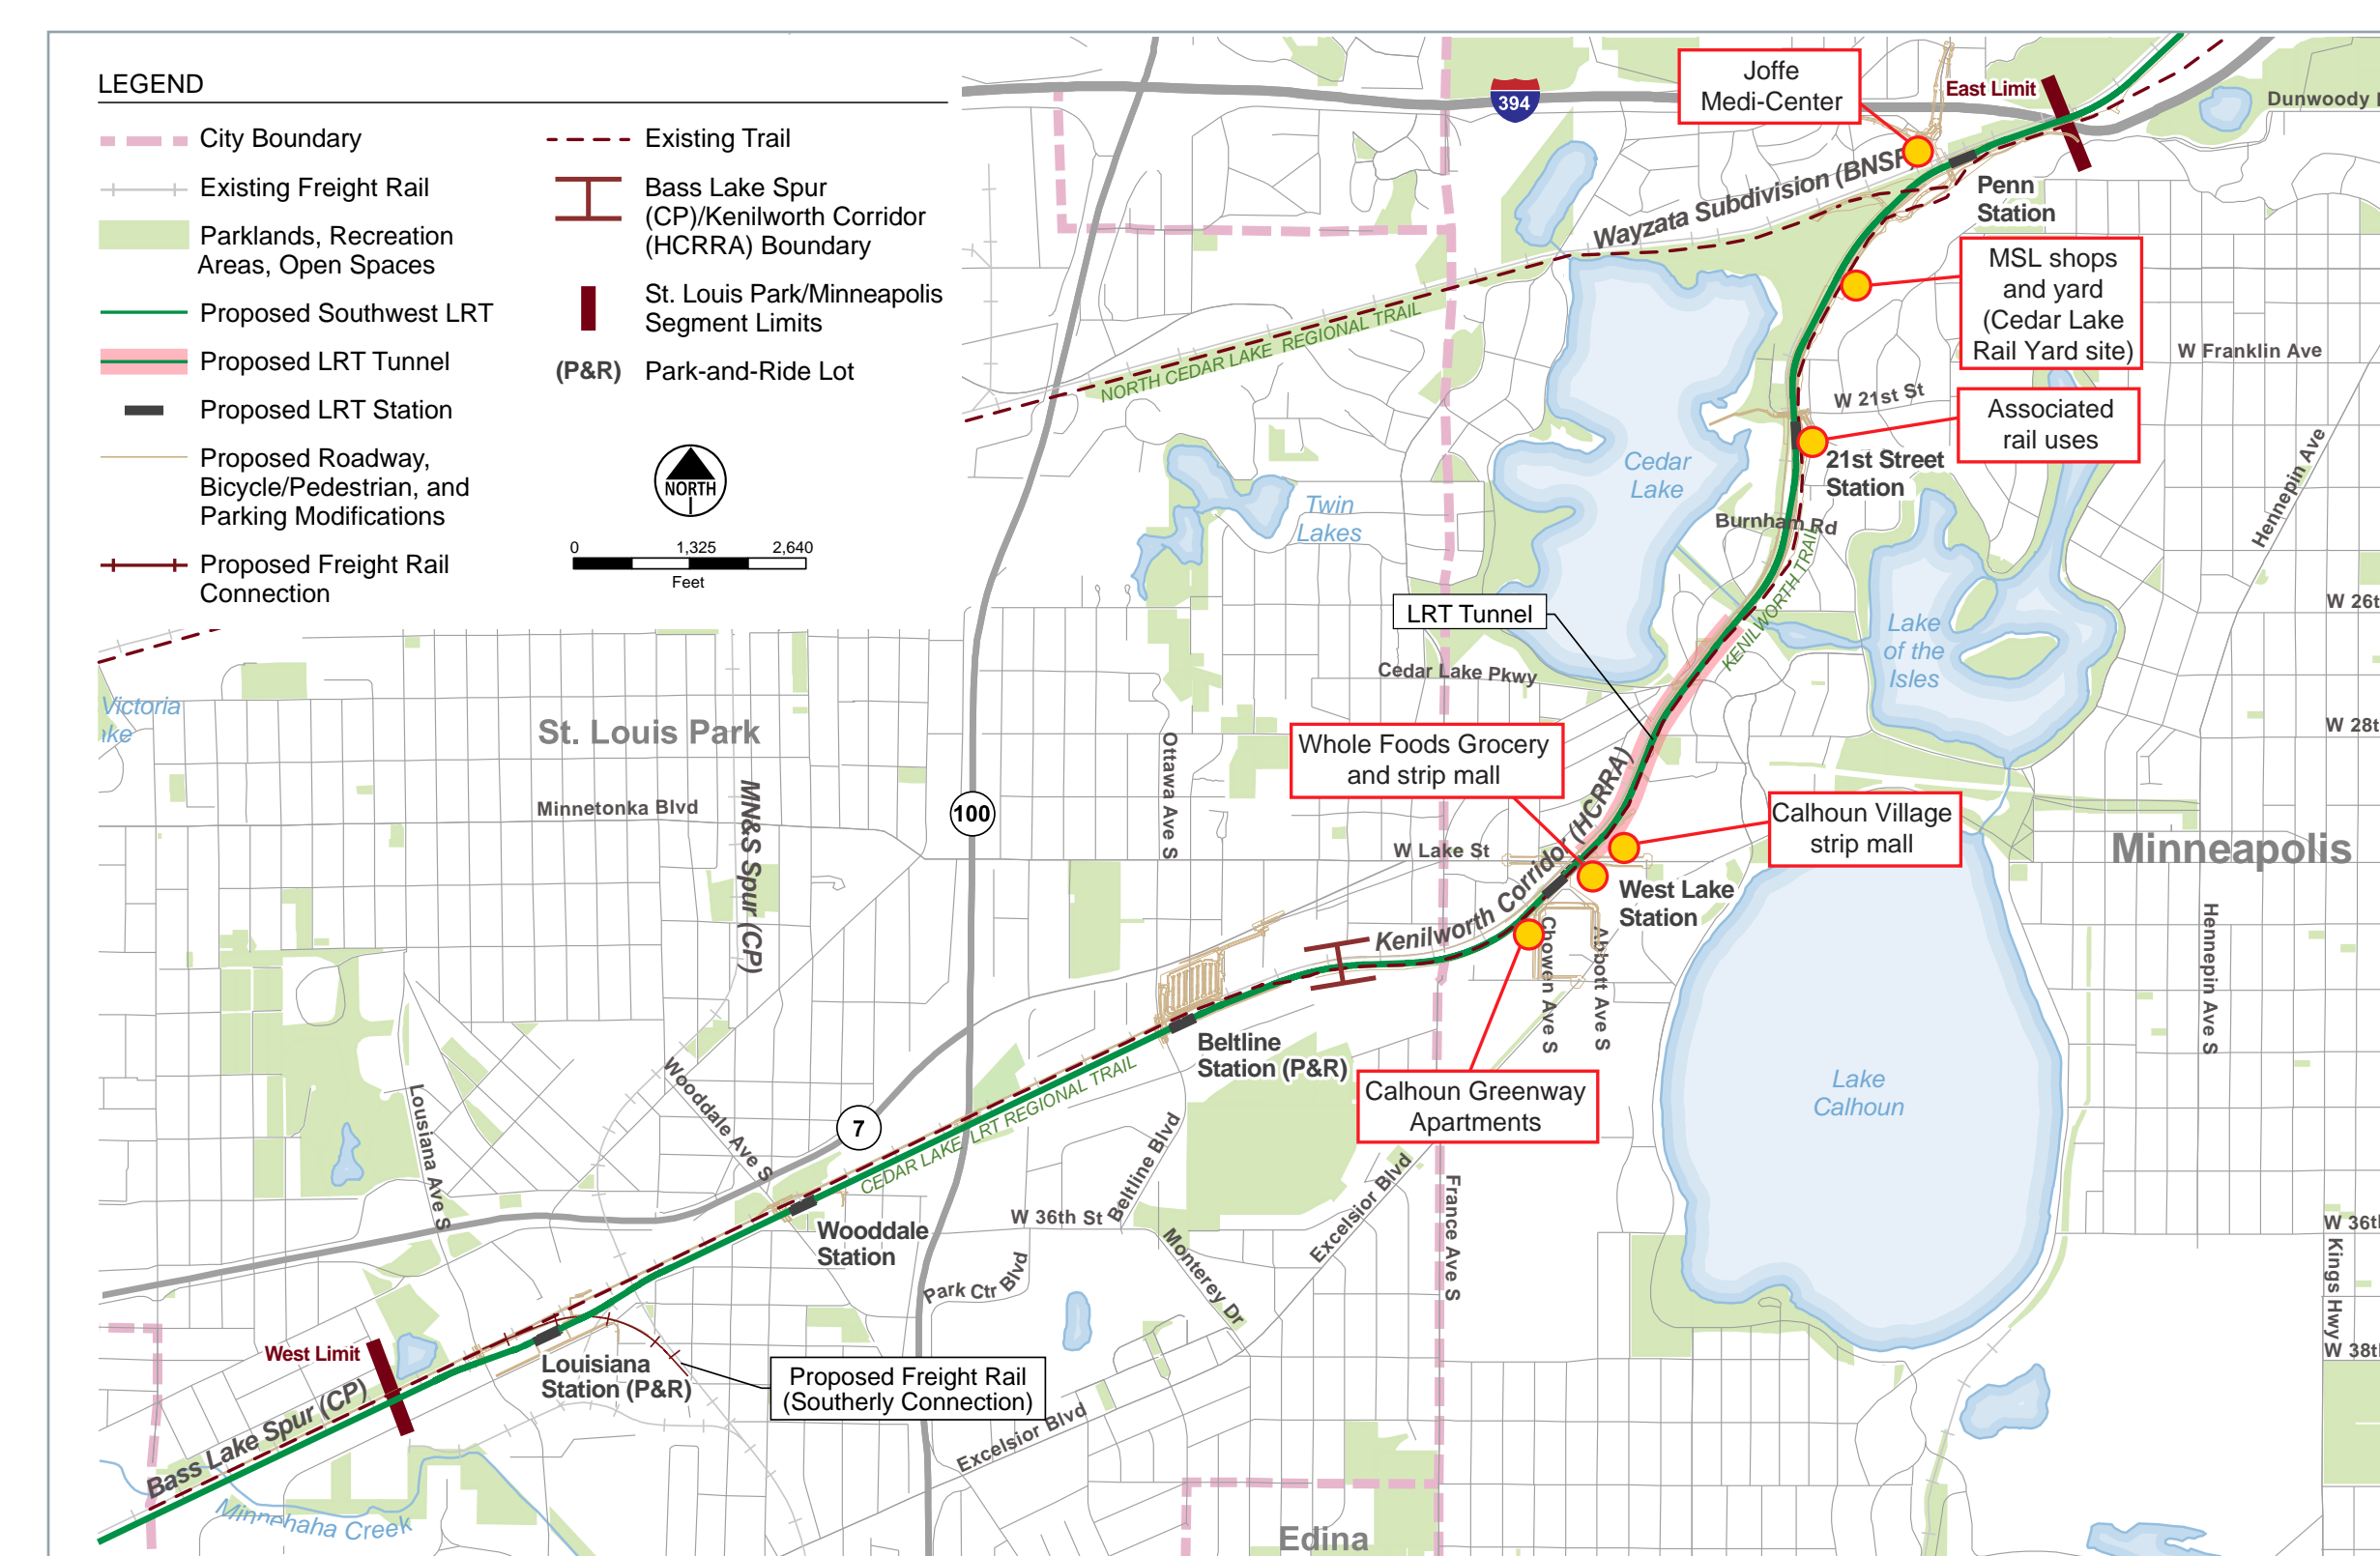 LEGEND
City Boundary
Existing Freight Rail
Parklands, Recreation
Areas, Open Spaces
Proposed Southwest LRT
Proposed LRT Tunnel
Proposed LRT Station
Proposed Roadway,
Bicycle/Pedestrian, and
Parking Modifications
Proposed Freight Rail
Connection
Existing Trail
Bass Lake Spur
(CP)/Kenilworth Corridor
(HCRRA) Boundary
St. Louis Park/Minneapolis
Segment Limits
(P&R) Park-and-Ride Lot
NORTH
0 1,325 2,640
Feet
394
Joffe
Medi-Center
East Limit
Dunwoody
Wayzata Subdivision (BNSF
Penn
Station
MSL shops
and yard
(Cedar Lake
Rail Yard site)
W Franklin Ave
NORTH CEDAR LAKE REGIONAL TRAIL
W 21st St
Associated
rail uses
21st Street
Station
Cedar
Lake
Twin
Lakes
Burnham Rd
Hennepin Ave
KENILWORTH TRAIL
LRT Tunnel
W 26t
Lake
of the
Isles
Cedar Lake Pkwy
W 28t
Victoria
ake
St. Louis Park
Minnetonka Blvd
MN&S Spur (CP)
100
Ottawa Ave S
Whole Foods Grocery
and strip mall
Calhoun Village
strip mall
Minneapolis
W Lake St
Kenilworth Corridor (HCRRA)
West Lake
Station
Chowen Ave S
Abbott Ave S
Hennepin Ave S
Beltline
Station (P&R)
Calhoun Greenway
Apartments
Lake
Calhoun
Wooddale Ave S
Lousiana Ave S
7
CEDAR LAKE LRT REGIONAL TRAIL
Beltline Blvd
W 36th St
Monterey Dr
Excelsior Blvd
France Ave S
W 36th
Kings Hwy
W 38t
Wooddale
Station
Park Ctr Blvd
West Limit
Louisiana
Station (P&R)
Proposed Freight Rail
(Southerly Connection)
Bass Lake Spur (CP)
Excelsior Blvd
Minnehaha Creek
Edina